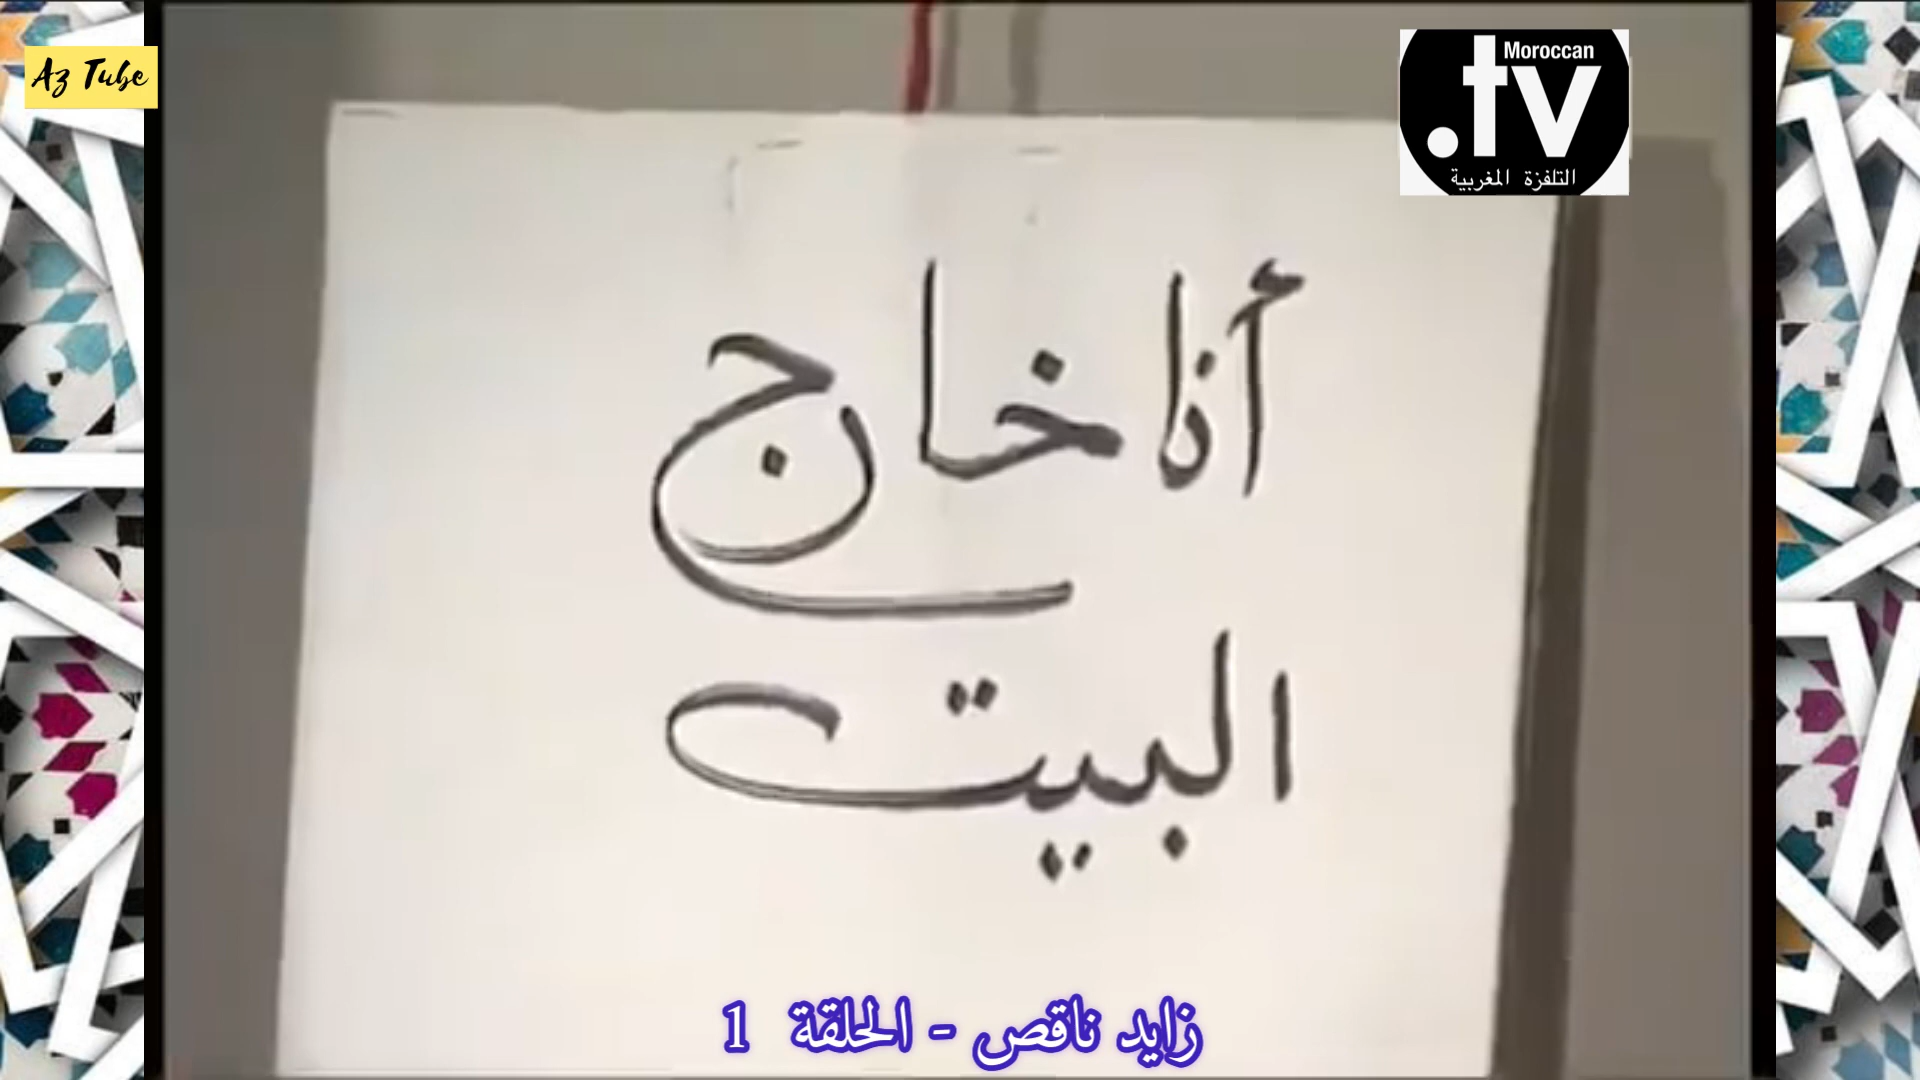 Az Tube
Moroccan
.tv
التلفزة المغربية
أنا خارج
البيت
زايد ناقص - الحلقة 1